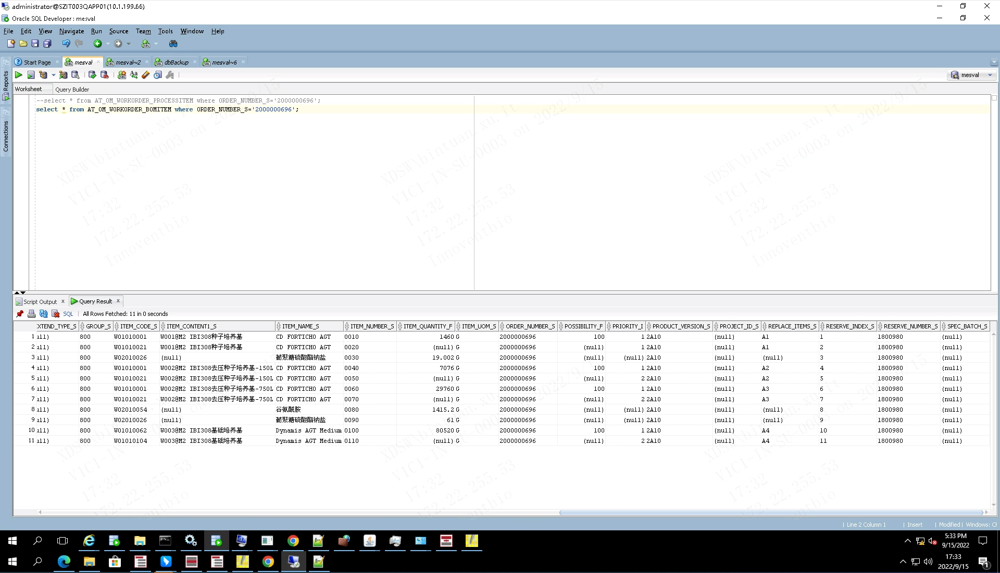 administrator@SZIT003QAPP01(10.1.199.66)
Oracle SQL Developer : mesval
File Edit View Navigate Run Source Team Tools Window Help
Start Page mesval mesval~2 dbBackup mesval~6
mesval
Reports
Connections
Worksheet Query Builder
--select * from AT_OM_WORKORDER_PROCESSITEM where ORDER_NUMBER_S='2000000696';
select * from AT_OM_WORKORDER_BOMITEM where ORDER_NUMBER_S='2000000696';
XDSW\bintuan.xu.it
V1C1-IN-SU-0003 on 2022/9/15
17:32
172.22.255.53
Innoventbio
Script Output Query Result
SQL All Rows Fetched: 11 in 0 seconds
XTEND_TYPE_S GROUP_S ITEM_CODE_S ITEM_CONTENT1_S ITEM_NAME_S ITEM_NUMBER_S ITEM_QUANTITY_F ITEM_UOM_S ORDER_NUMBER_S POSSIBILITY_F PRIORITY_I PRODUCT_VERSION_S PROJECT_ID_S REPLACE_ITEMS_S RESERVE_INDEX_S RESERVE_NUMBER_S SPEC_BATCH_S
1 ull) 800 W01010001 W001@M2 IBI308种子培养基 CD FORTICHO AGT 0010 1460 G 2000000696 100 1 2A10 (null) A1 1 1800980 (null)
2 ull) 800 W01010021 W001@M2 IBI308种子培养基 CD FORTICHO AGT 0020 (null) G 2000000696 (null) 1 2A10 (null) A1 2 1800980 (null)
3 ull) 800 W02010026 (null) 葡聚糖硫酸酯钠盐 0030 19.002 G 2000000696 (null) (null) 2A10 (null) (null) 3 1800980 (null)
4 ull) 800 W01010001 W002@M2 IBI308去压种子培养基-150L CD FORTICHO AGT 0040 7076 G 2000000696 100 1 2A10 (null) A2 4 1800980 (null)
5 ull) 800 W01010021 W002@M2 IBI308去压种子培养基-150L CD FORTICHO AGT 0050 (null) G 2000000696 (null) 2 2A10 (null) A2 5 1800980 (null)
6 ull) 800 W01010001 W002@M2 IBI308去压种子培养基-750L CD FORTICHO AGT 0060 29760 G 2000000696 100 1 2A10 (null) A3 6 1800980 (null)
7 ull) 800 W01010021 W002@M2 IBI308去压种子培养基-750L CD FORTICHO AGT 0070 (null) G 2000000696 (null) 2 2A10 (null) A3 7 1800980 (null)
8 ull) 800 W02010054 (null) 谷氨酰胺 0080 1415.2 G 2000000696 (null) (null) 2A10 (null) (null) 8 1800980 (null)
9 ull) 800 W02010026 (null) 葡聚糖硫酸酯钠盐 0090 61 G 2000000696 (null) (null) 2A10 (null) (null) 9 1800980 (null)
10 ull) 800 W01010062 W003@M2 IBI308基础培养基 Dynamis AGT Medium 0100 80520 G 2000000696 100 1 2A10 (null) A4 10 1800980 (null)
11 ull) 800 W01010104 W003@M2 IBI308基础培养基 Dynamis AGT Medium 0110 (null) G 2000000696 (null) 2 2A10 (null) A4 11 1800980 (null)
Line 2 Column 1 Insert Modified Windows: CF
5:33 PM
9/15/2022
17:33
2022/9/15
1